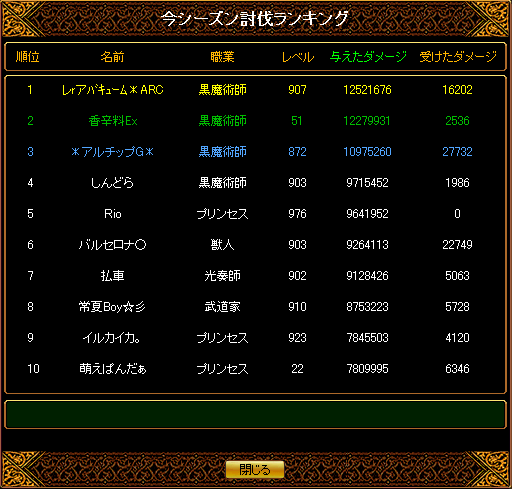 今シーズン討伐ランキング
順位 名前 職業 レベル 与えたダメージ 受けたダメージ
1 レァバキューム＊ARC 黒魔術師 907 12521676 16202
2 香辛料Ex 黒魔術師 51 12279931 2536
3 ＊アルチップG＊ 黒魔術師 872 10975260 27732
4 しんどら 黒魔術師 903 9715452 1986
5 Rio プリンセス 976 9641952 0
6 バルセロナ〇 獣人 903 9264113 22749
7 払車 光奏師 902 9128426 5063
8 常夏Boy☆彡 武道家 910 8753223 5728
9 イルカイカ。 プリンセス 923 7845503 4120
10 萌えぱんだぁ プリンセス 22 7809995 6346
閉じる